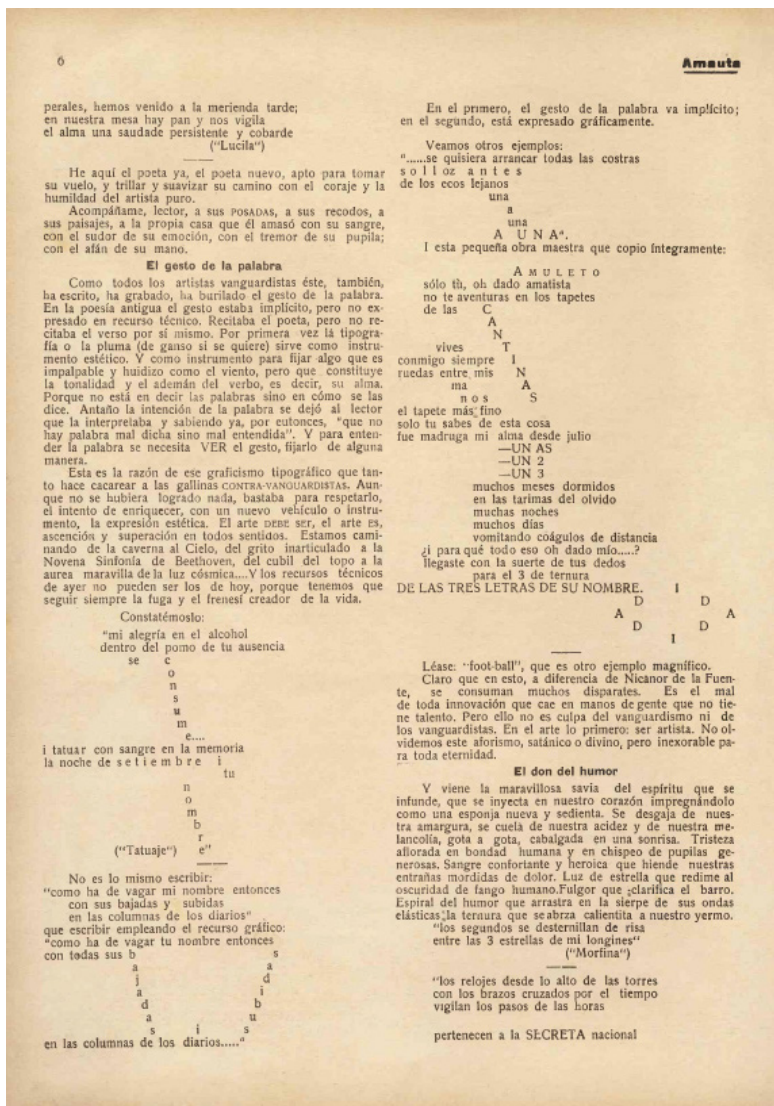 6
Amauta
perales, hemos venido a la merienda tarde;
en nuestra mesa hay pan y nos vigila
el alma una saudade persistente y cobarde
("Lucila")
He aquí el poeta ya, el poeta nuevo, apto para tomar
su vuelo, y trillar y suavizar su camino con el coraje y la
humildad del artista puro.
Acompáñame, lector, a sus POSADAS, a sus recodos, a
sus paisajes, a la propia casa que él amasó con su sangre,
con el sudor de su emoción, con el tremor de su pupila;
con el afán de su mano.
El gesto de la palabra
Como todos los artistas vanguardistas éste, también,
ha escrito, ha grabado, ha burilado el gesto de la palabra.
En la poesía antigua el gesto estaba implícito, pero no ex-
presado en recurso técnico. Recitaba el poeta, pero no re-
citaba el verso por sí mismo. Por primera vez lá tipogra-
fía o la pluma (de ganso si se quiere) sirve como instru-
mento estético. Y como instrumento para fijar algo que es
impalpable y huidizo como el viento, pero que constituye
la tonalidad y el ademán del verbo, es decir, su alma.
Porque no está en decir las palabras sino en cómo se las
dice. Antaño la intención de la palabra se dejó al lector
que la interpretaba y sabiendo ya, por eutonces, "que no
hay palabra mal dicha sino mal entendida". Y para enten-
der la palabra se necesita VER el gesto, fijarlo de alguna
manera.
Esta es la razón de ese graficismo tipográfico que tan-
to hace cacarear a las gallinas CONTRA-VANGUARDISTAS. Aun-
que no se hubiera logrado nada, bastaba para respetarlo,
el intento de enriquecer, con un nuevo vehículo o instru-
mento, la expresión estética. El arte DEBE SER, el arte ES,
ascención y superación en todos sentidos. Estamos cami-
nando de la caverna al Cielo, del grito inarticulado a la
Novena Sinfonía de Beethoven, del cubil del topo a la
aurea maravilla de la luz cósmica....Y los recursos técnicos
de ayer no pueden ser los de hoy, porque tenemos que
seguir siempre la fuga y el frenesí creador de la vida.
Constatémoslo:
"mi alegría en el alcohol
dentro del pomo de tu ausencia
se c
o
n
s
u
m
e....
i tatuar con sangre en la memoria
la noche de s e t i e m b r e i
tu
n
o
m
b
r
("Tatuaje") e"
No es lo mismo escribir:
"como ha de vagar mi nombre entonces
con sus bajadas y subidas
en las columnas de los diarios"
que escribir empleando el recurso gráfico:
"como ha de vagar tu nombre entonces
con todas sus b s
a a
j d
a i
d b
a u
s i s
en las columnas de los diarios....."
En el primero, el gesto de la palabra va implícito;
en el segundo, está expresado gráficamente.
Veamos otros ejemplos:
"......se quisiera arrancar todas las costras
s o l l oz a n t e s
de los ecos lejanos
una
a
una
A U N A".
I esta pequeña obra maestra que copio íntegramente:
A M U L E T O
sólo tù, oh dado amatista
no te aventuras en los tapetes
de las C
A
N
vives T
conmigo siempre I
ruedas entre mis N
ma A
n o s S
el tapete más fino
solo tu sabes de esta cosa
fue madruga mi alma desde julio
—UN AS
—UN 2
—UN 3
muchos meses dormidos
en las tarimas del olvido
muchas noches
muchos días
vomitando coágulos de distancia
¿i para qué todo eso oh dado mío.....?
llegaste con la suerte de tus dedos
para el 3 de ternura
DE LAS TRES LETRAS DE SU NOMBRE. I
D D
A A
D D
I
Léase: "foot-ball", que es otro ejemplo magnífico.
Claro que en esto, a diferencia de Nicanor de la Fuen-
te, se consuman muchos disparates. Es el mal
de toda innovación que cae en manos de gente que no tie-
ne talento. Pero ello no es culpa del vanguardismo ni de
los vanguardistas. En el arte lo primero: ser artista. No ol-
videmos este aforismo, satánico o divino, pero inexorable pa-
ra toda eternidad.
El don del humor
Y viene la maravillosa savia del espíritu que se
infunde, que se inyecta en nuestro corazón impregnándolo
como una esponja nueva y sedienta. Se desgaja de nues-
tra amargura, se cuela de nuestra acidez y de nuestra me-
lancolía, gota a gota, cabalgada en una sonrisa. Tristeza
aflorada en bondad humana y en chispeo de pupilas ge-
nerosas. Sangre confortante y heroica que hiende nuestras
entrañas mordidas de dolor. Luz de estrella que redime al
oscuridad de fango humano.Fulgor que clarifica el barro.
Espiral del humor que arrastra en la sierpe de sus ondas
elásticas la ternura que se abrza calientita a nuestro yermo.
"los segundos se desternillan de risa
entre las 3 estrellas de mi longines"
("Morfina")
"los relojes desde lo alto de las torres
con los brazos cruzados por el tiempo
vigilan los pasos de las horas
pertenecen a la SECRETA nacional